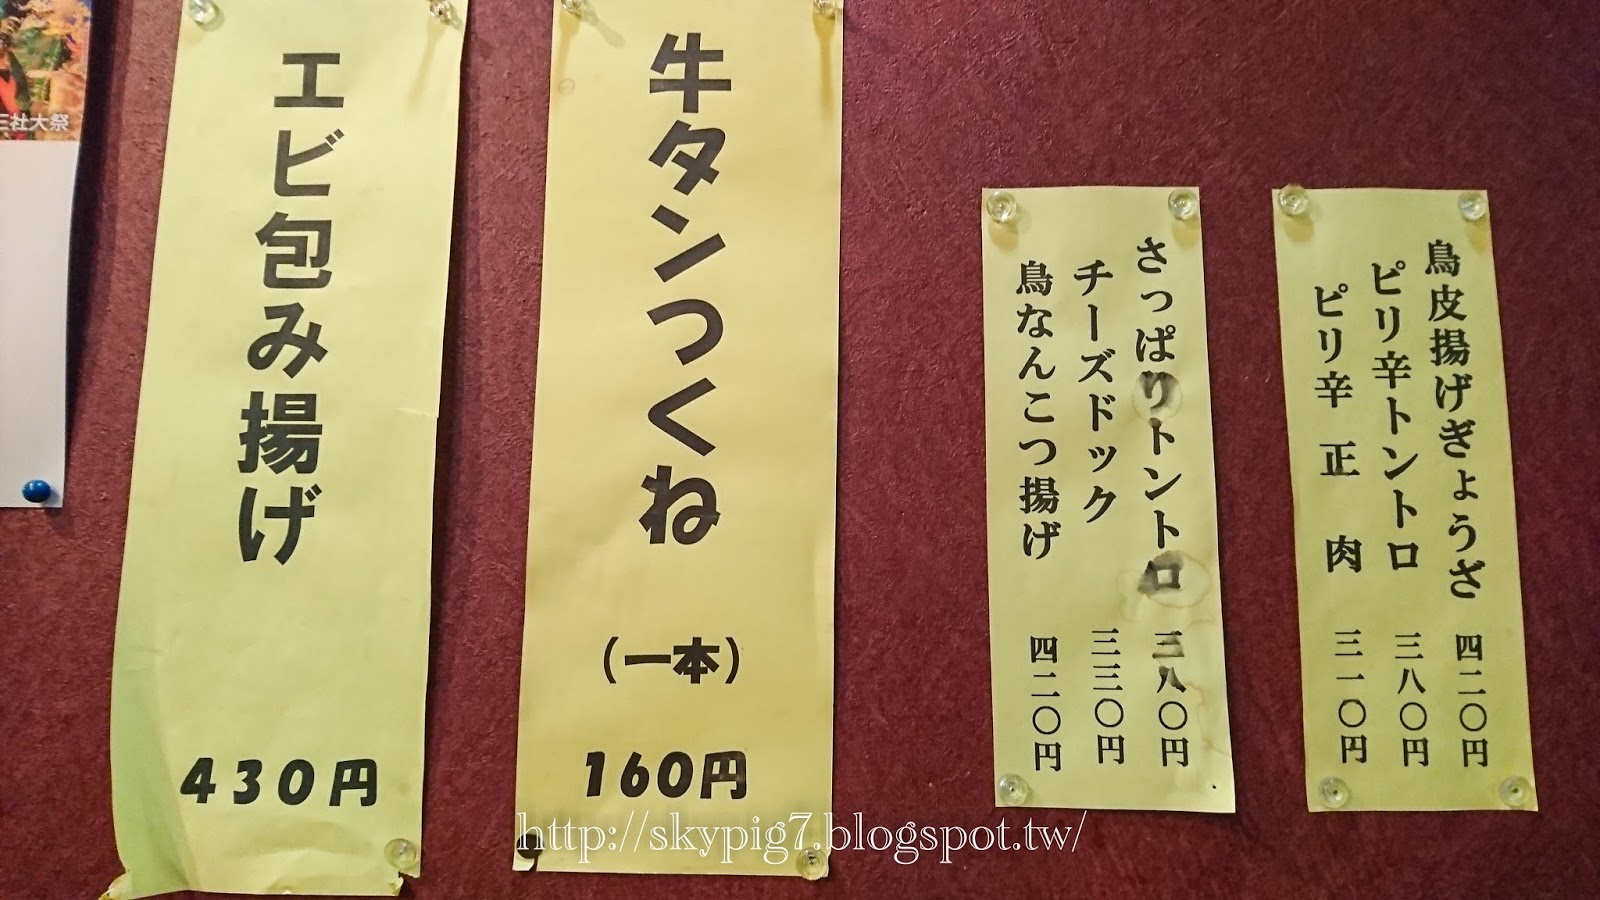 三社大祭
エビ包み揚げ
430円
牛タンつくね
(一本)
160円
さっぱりトントロ 三八〇円
チーズドック 三三〇円
鳥なんこつ揚げ 四二〇円
鳥皮揚げぎょうざ 四二〇円
ピリ辛トントロ 三八〇円
ピリ辛正肉 三一〇円
http://skypig7.blogspot.tw/